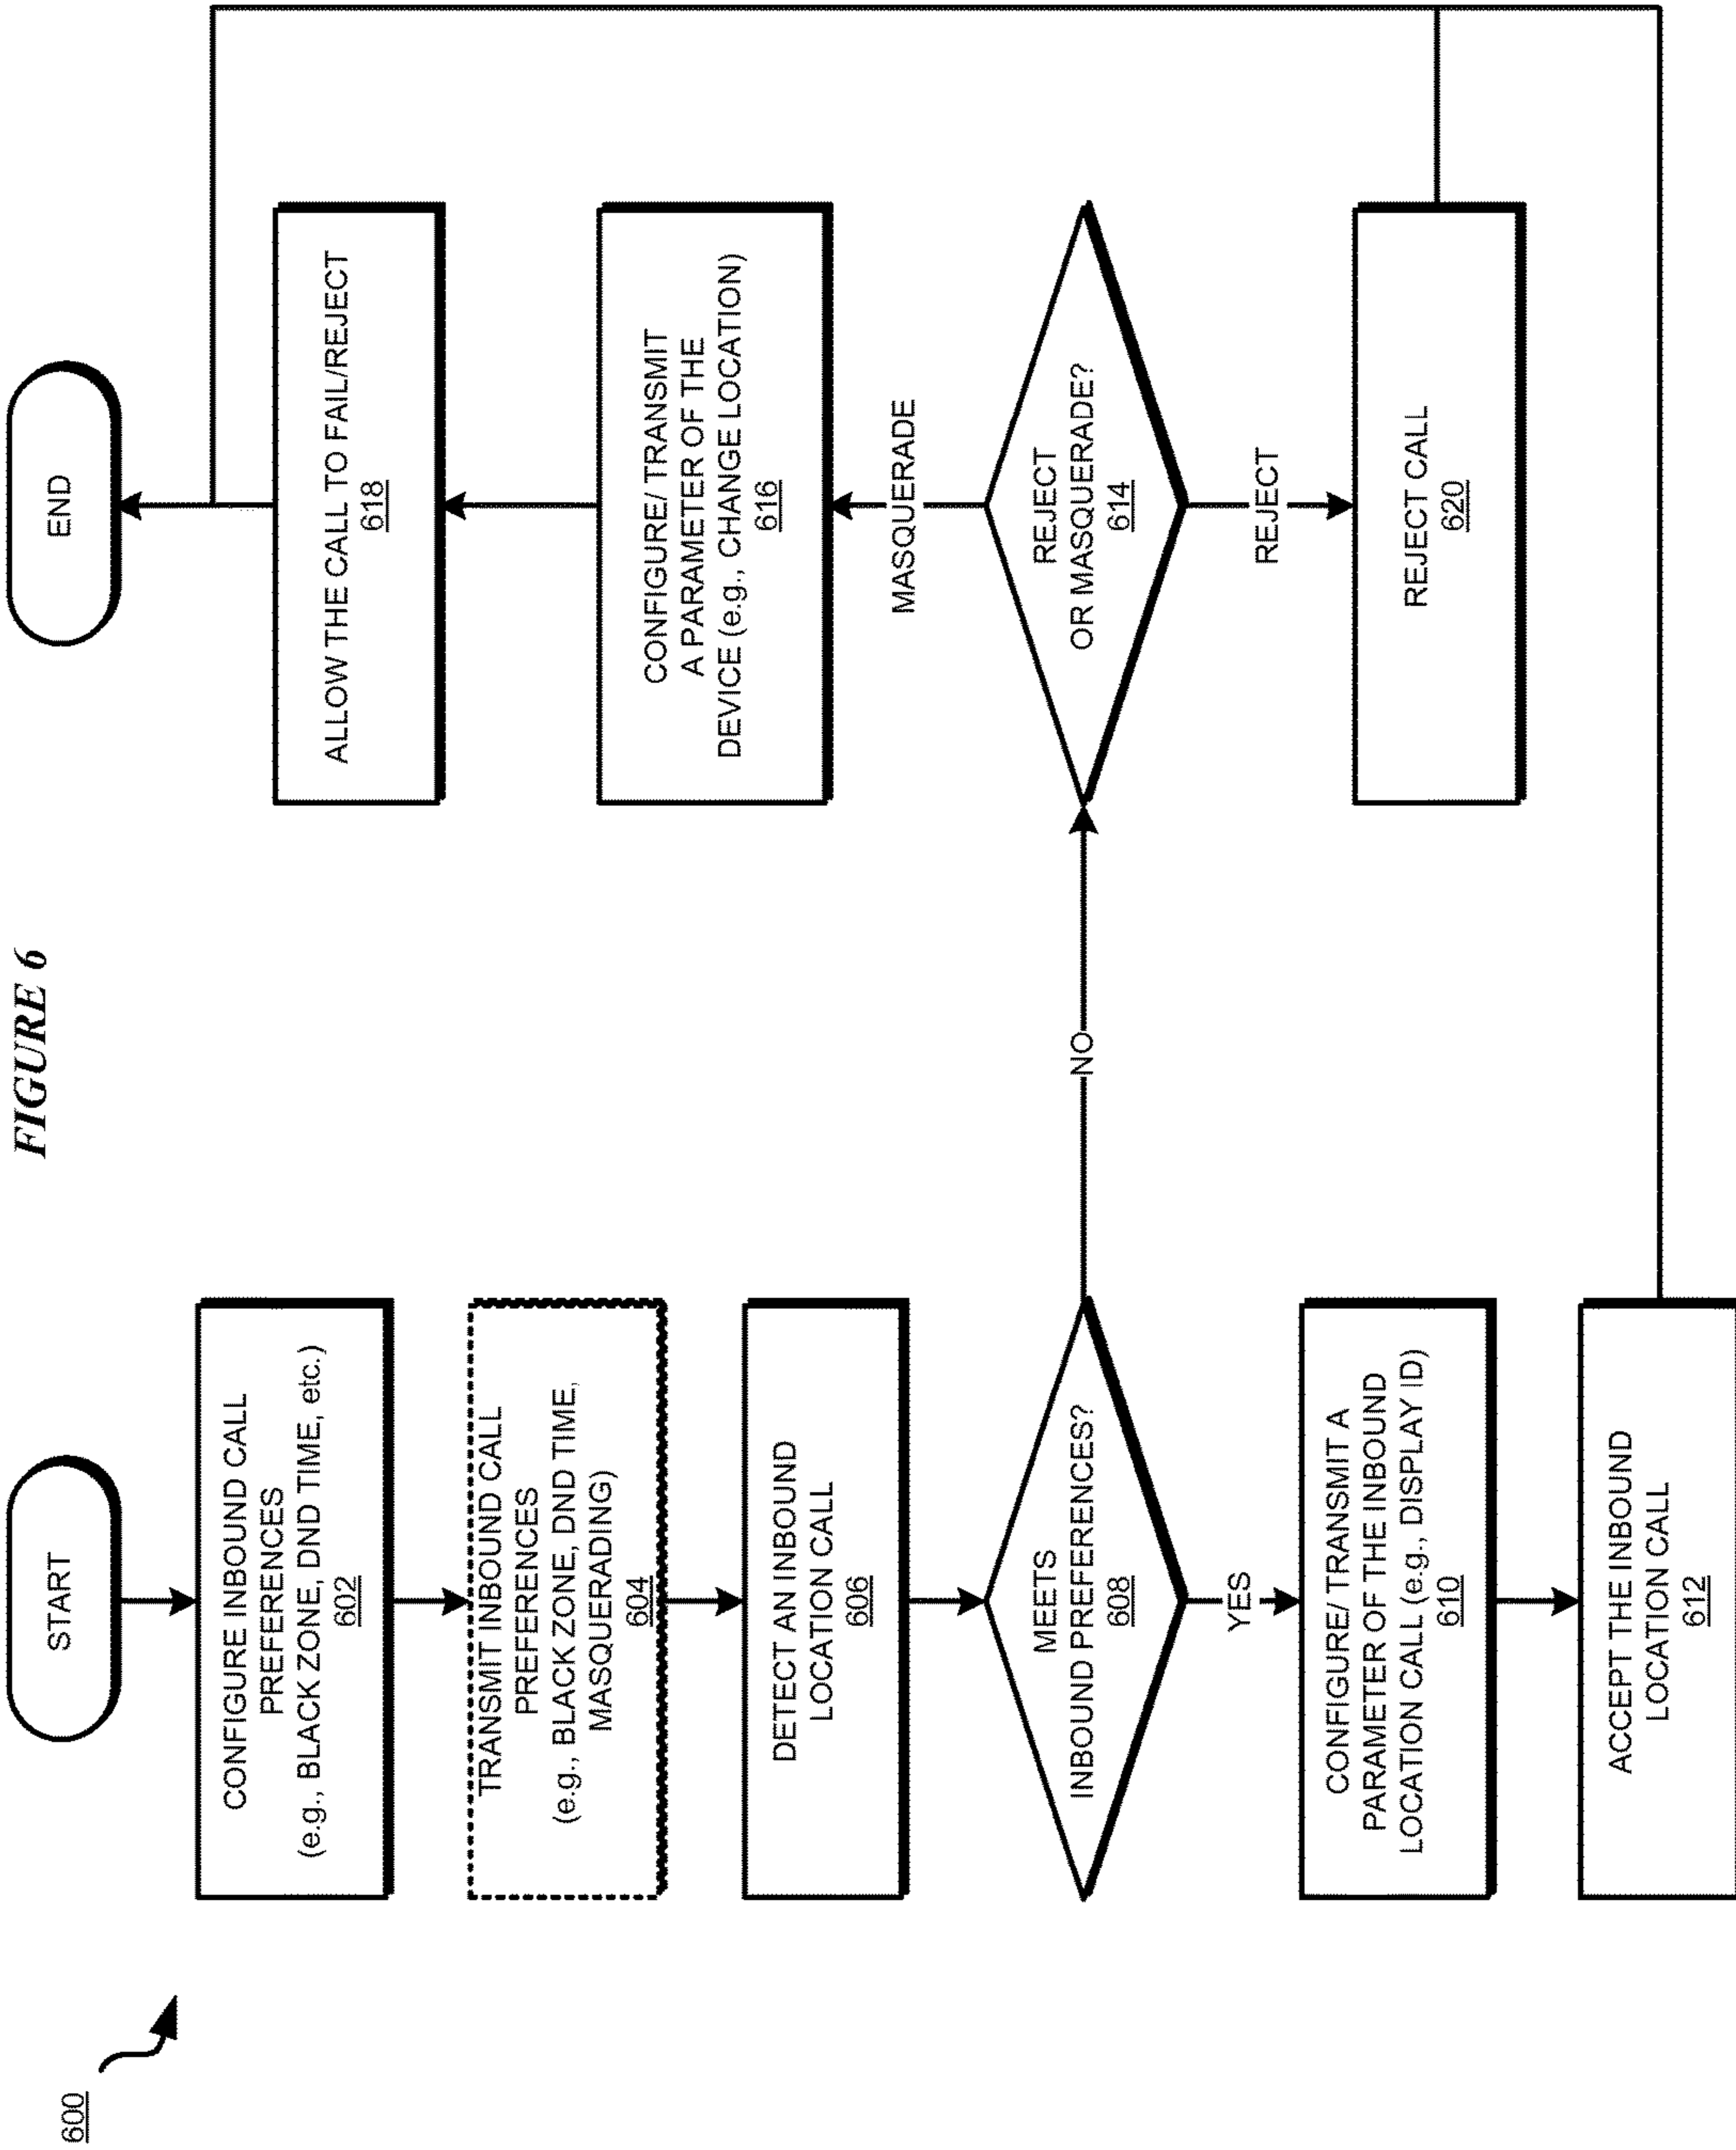 FIGURE 6
600
START
CONFIGURE INBOUND CALL
PREFERENCES
(e.g., BLACK ZONE, DND TIME, etc.)
602
TRANSMIT INBOUND CALL
PREFERENCES
(e.g., BLACK ZONE, DND TIME,
MASQUERADING)
604
DETECT AN INBOUND
LOCATION CALL
606
MEETS
INBOUND PREFERENCES?
608
YES
NO
CONFIGURE/ TRANSMIT A
PARAMETER OF THE INBOUND
LOCATION CALL (e.g., DISPLAY ID)
610
ACCEPT THE INBOUND
LOCATION CALL
612
END
ALLOW THE CALL TO FAIL/REJECT
618
CONFIGURE/ TRANSMIT
A PARAMETER OF THE
DEVICE (e.g., CHANGE LOCATION)
616
MASQUERADE
REJECT
OR MASQUERADE?
614
REJECT
REJECT CALL
620